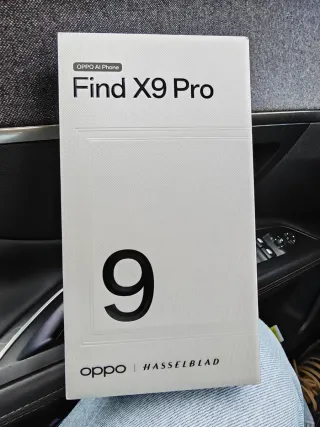 OPPO AI Phone
Find X9 Pro
9
oppo | HASSELBLAD